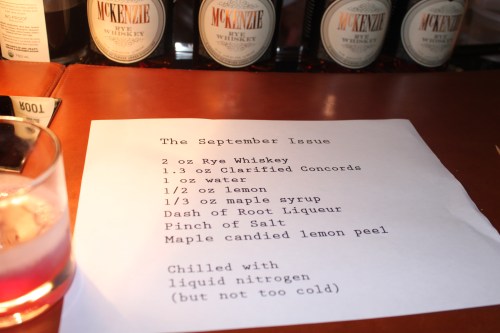 McKENZIE
RYE
WHISKEY
McKENZIE
RYE
WHISKEY
McKENZIE
RYE
WHISKEY
McKENZIE
RYE
WHISKEY
ROOT
The September Issue
2 oz Rye Whiskey
1.3 oz Clarified Concords
1 oz water
1/2 oz lemon
1/3 oz maple syrup
Dash of Root Liqueur
Pinch of Salt
Maple candied lemon peel
Chilled with
liquid nitrogen
(but not too cold)